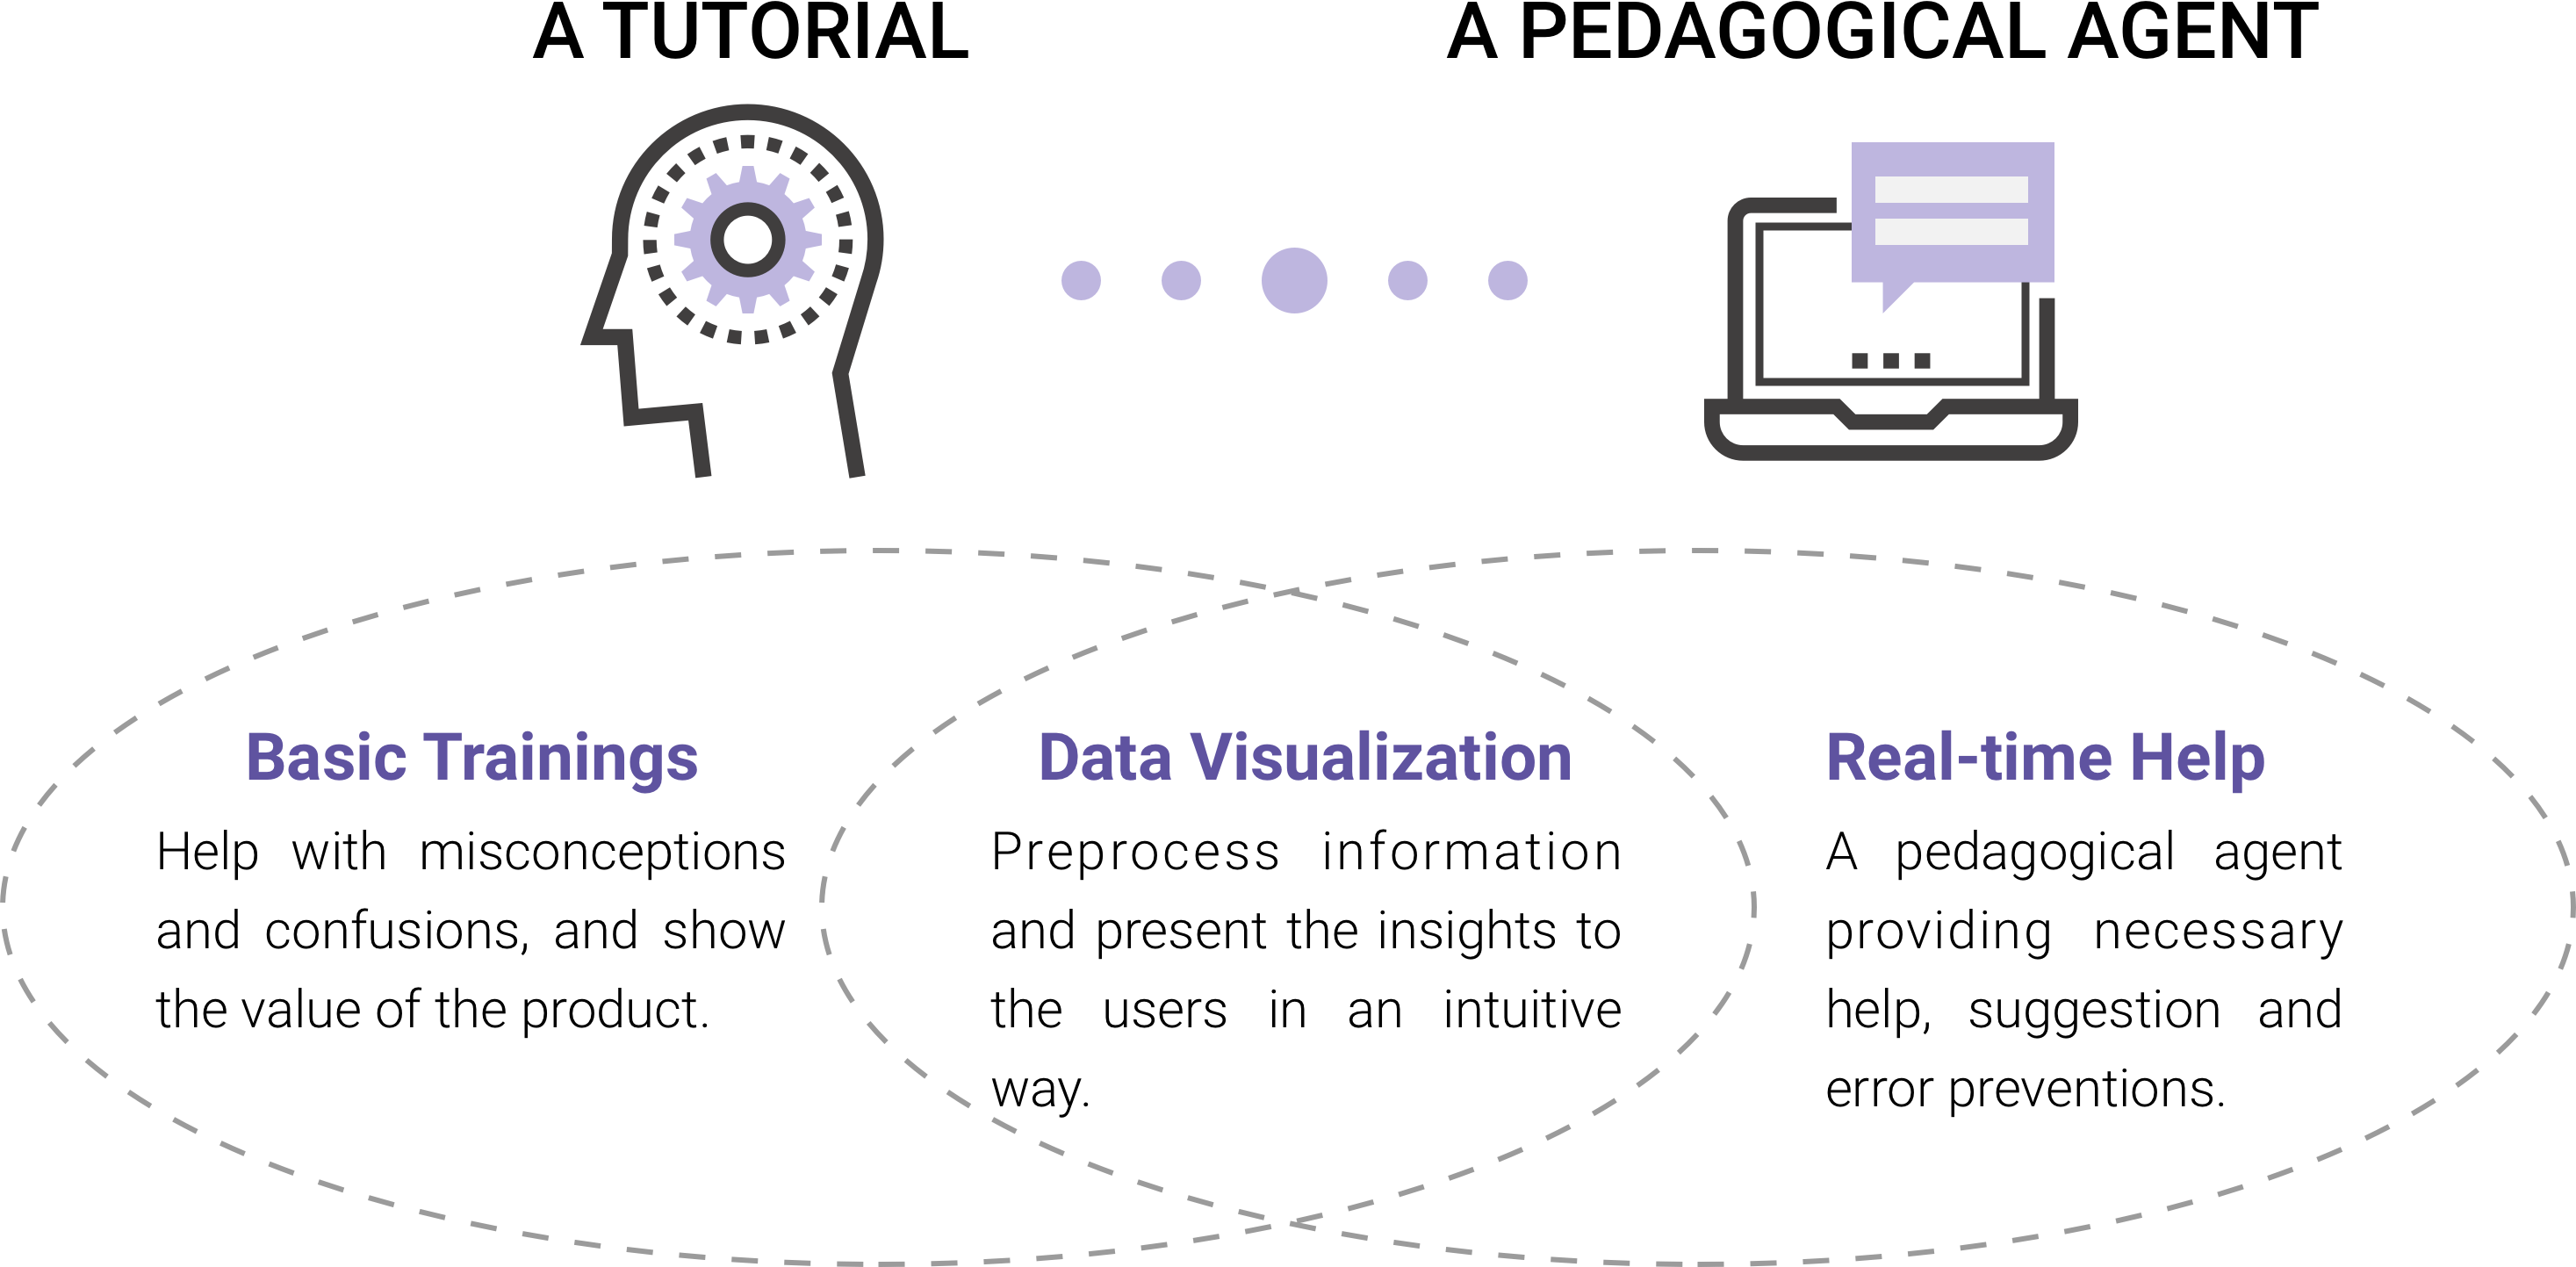 A TUTORIAL
A PEDAGOGICAL AGENT
Basic Trainings
Help with misconceptions
and confusions, and show
the value of the product.
Data Visualization
Preprocess information
and present the insights to
the users in an intuitive
way.
Real-time Help
A pedagogical agent
providing necessary
help, suggestion and
error preventions.